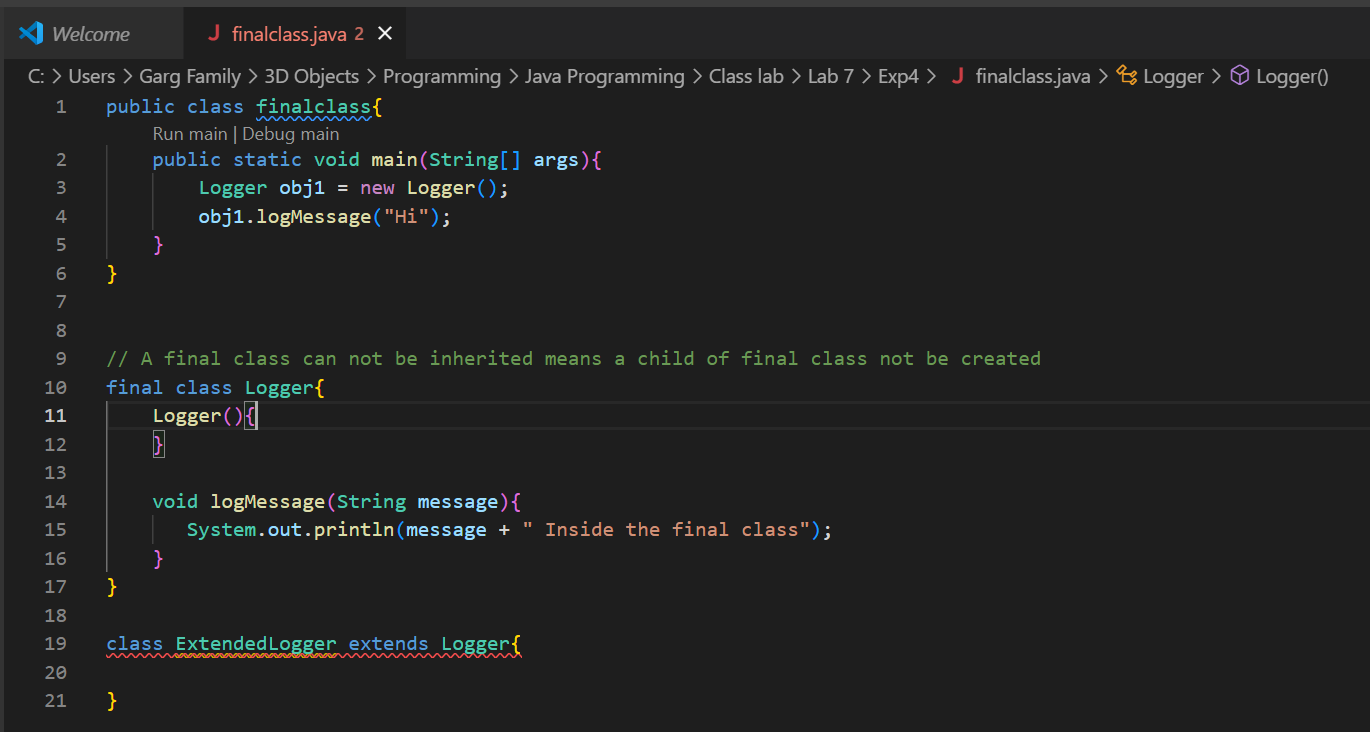 Welcome
J finalclass.java 2 ×
C: > Users > Garg Family > 3D Objects > Programming > Java Programming > Class lab > Lab 7 > Exp4 > J finalclass.java > Logger > Logger()
1 public class finalclass{
Run main | Debug main
2 public static void main(String[] args){
3 Logger obj1 = new Logger();
4 obj1.logMessage("Hi");
5 }
6 }
7
8
9 // A final class can not be inherited means a child of final class not be created
10 final class Logger{
11 Logger(){
12 }
13
14 void logMessage(String message){
15 System.out.println(message + " Inside the final class");
16 }
17 }
18
19 class ExtendedLogger extends Logger{
20
21 }